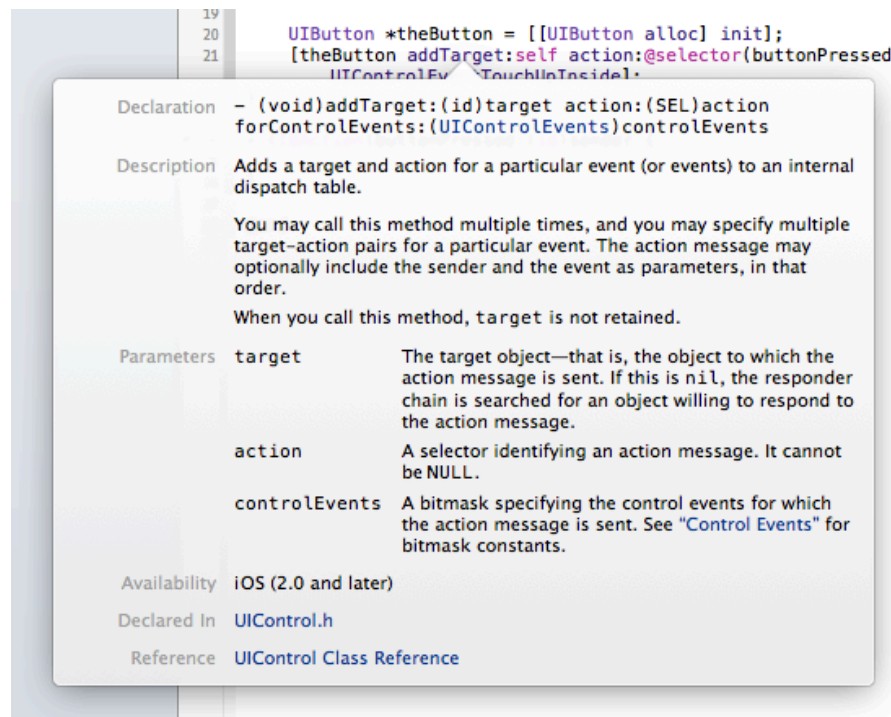 19
20 UIButton *theButton = [[UIButton alloc] init];
21 [theButton addTarget:self action:@selector(buttonPressed
UIControlEv TouchUpInside];
Declaration - (void)addTarget:(id)target action:(SEL)action
forControlEvents:(UIControlEvents)controlEvents
Description Adds a target and action for a particular event (or events) to an internal
dispatch table.
You may call this method multiple times, and you may specify multiple
target-action pairs for a particular event. The action message may
optionally include the sender and the event as parameters, in that
order.
When you call this method, target is not retained.
Parameters target The target object—that is, the object to which the
action message is sent. If this is nil, the responder
chain is searched for an object willing to respond to
the action message.
action A selector identifying an action message. It cannot
be NULL.
controlEvents A bitmask specifying the control events for which
the action message is sent. See "Control Events" for
bitmask constants.
Availability iOS (2.0 and later)
Declared In UIControl.h
Reference UIControl Class Reference